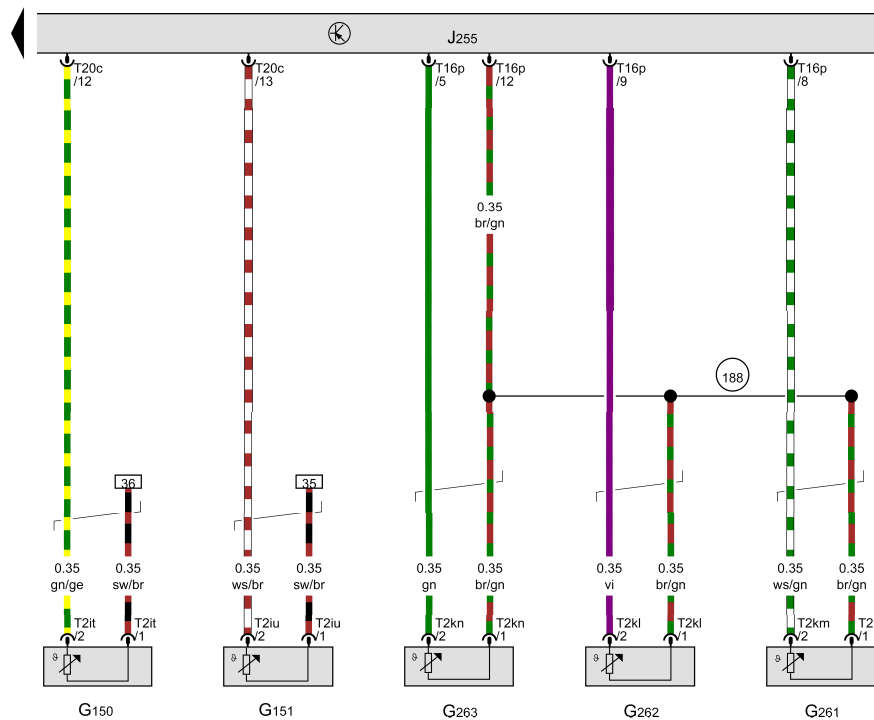 J255
T20c
/12
T20c
/13
T16p
/5
T16p
/12
T16p
/9
T16p
/8
0.35
br/gn
188
36
35
0.35
gn/ge
0.35
sw/br
0.35
ws/br
0.35
sw/br
0.35
gn
0.35
br/gn
0.35
vi
0.35
br/gn
0.35
ws/gn
0.35
br/gn
T2it
/2
T2it
/1
T2iu
/2
T2iu
/1
T2kn
/2
T2kn
/1
T2kl
/2
T2kl
/1
T2km
/2
T2
/1
G150
G151
G263
G262
G261